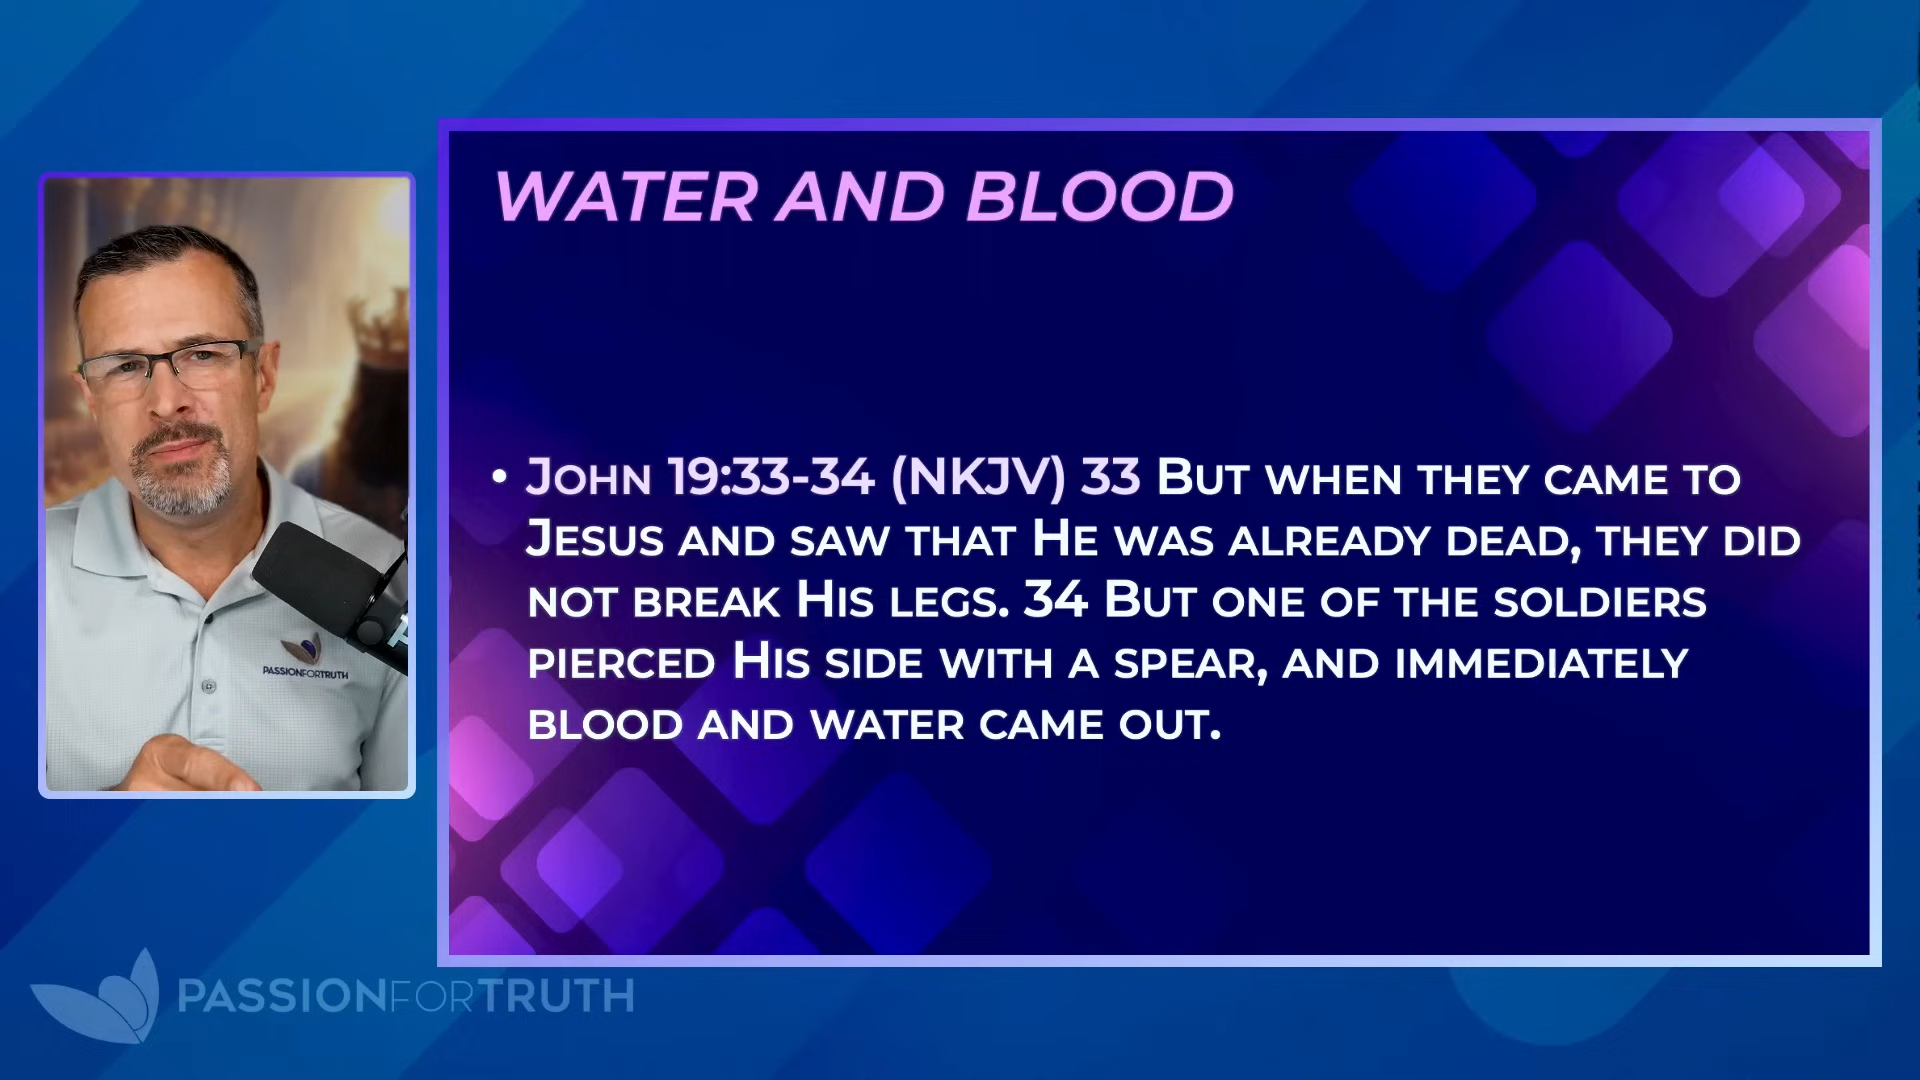 WATER AND BLOOD
• JOHN 19:33-34 (NKJV) 33 BUT WHEN THEY CAME TO
JESUS AND SAW THAT HE WAS ALREADY DEAD, THEY DID
NOT BREAK HIS LEGS. 34 BUT ONE OF THE SOLDIERS
PIERCED HIS SIDE WITH A SPEAR, AND IMMEDIATELY
BLOOD AND WATER CAME OUT.
PASSIONFORTRUTH
PASSIONFORTRUTH